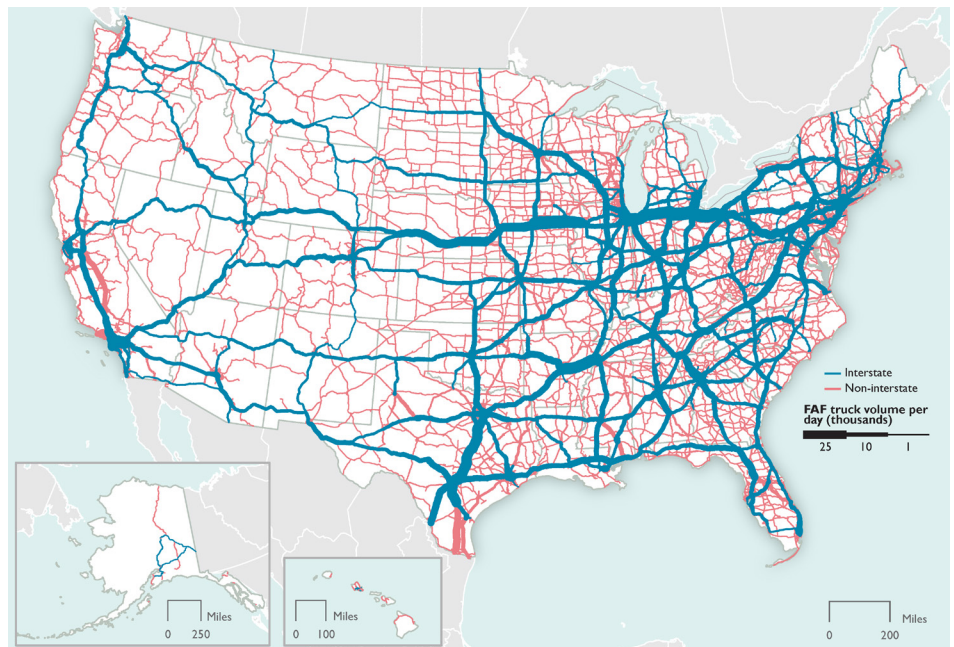 Interstate
Non-interstate
FAF truck volume per
day (thousands)
25 10 1
Miles
0 250
Miles
0 100
Miles
0 200